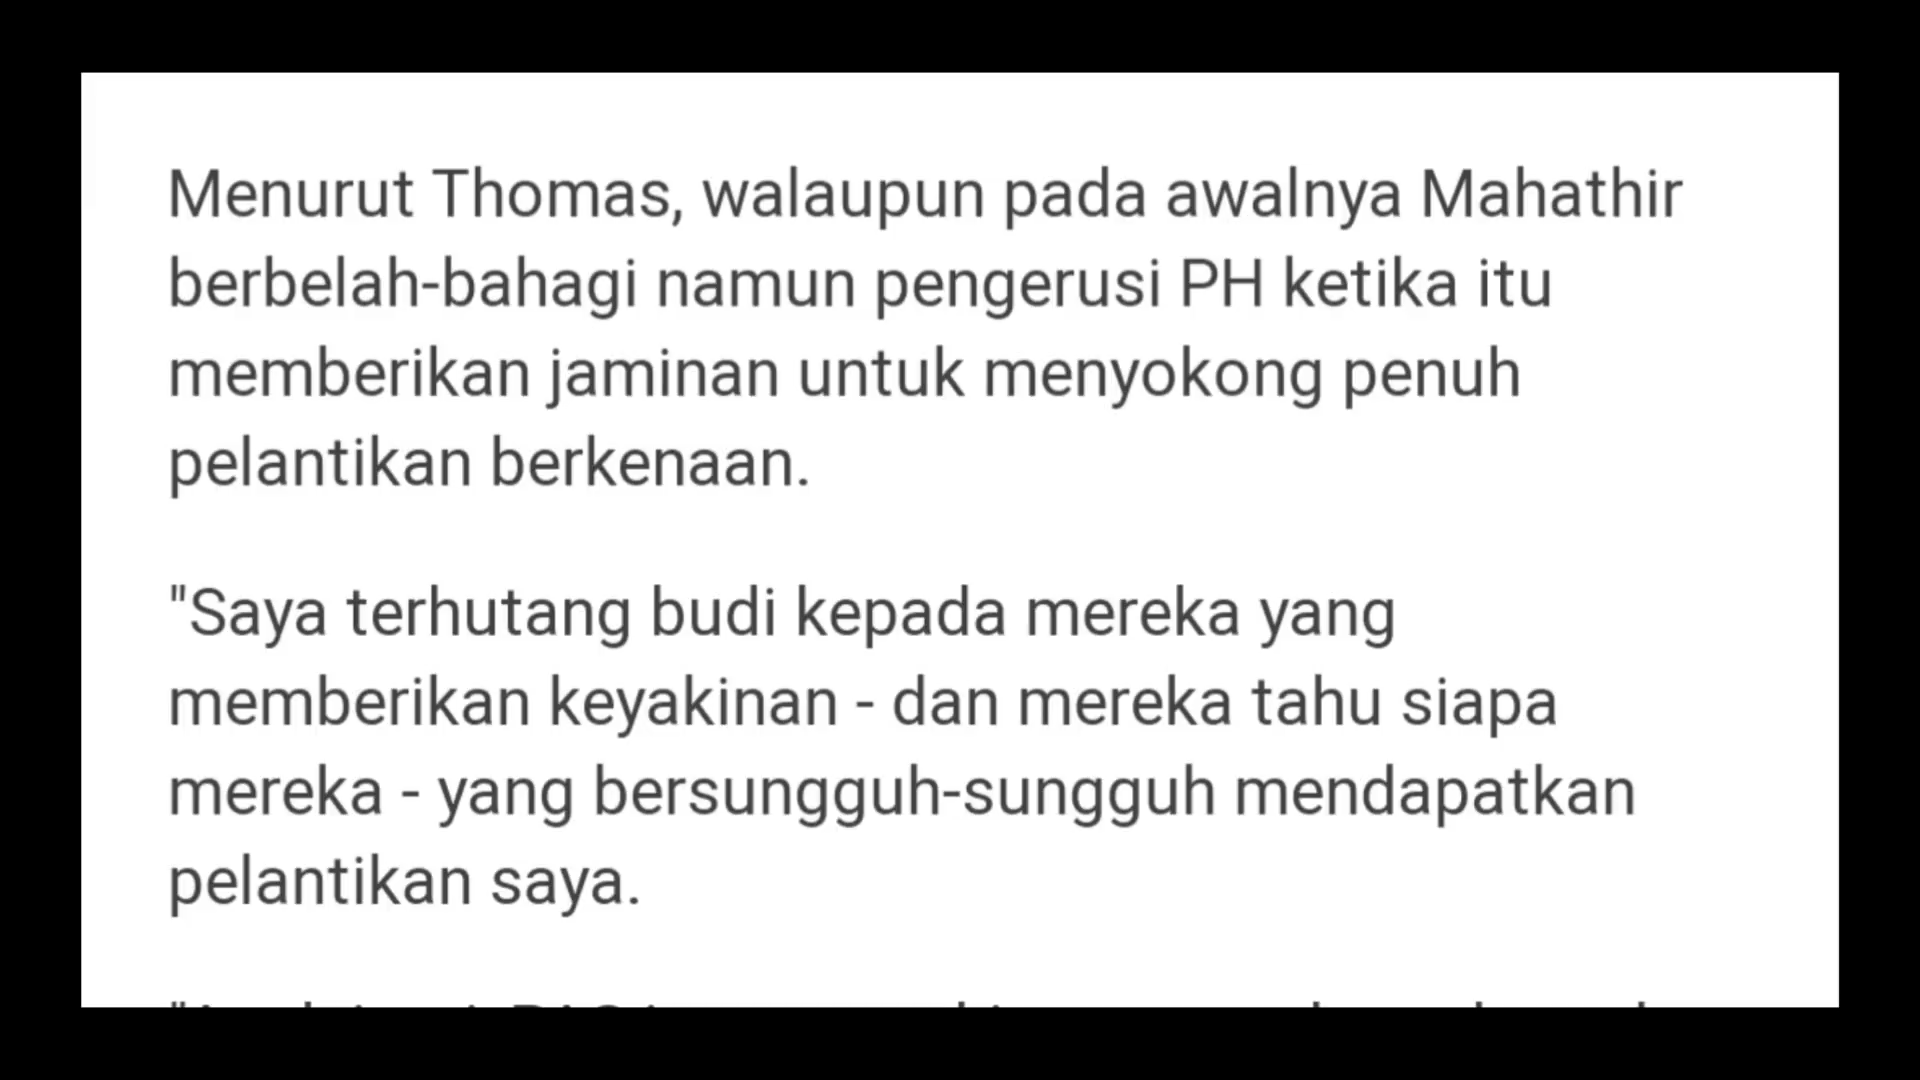 Menurut Thomas, walaupun pada awalnya Mahathir
berbelah-bahagi namun pengerusi PH ketika itu
memberikan jaminan untuk menyokong penuh
pelantikan berkenaan.
"Saya terhutang budi kepada mereka yang
memberikan keyakinan - dan mereka tahu siapa
mereka - yang bersungguh-sungguh mendapatkan
pelantikan saya.